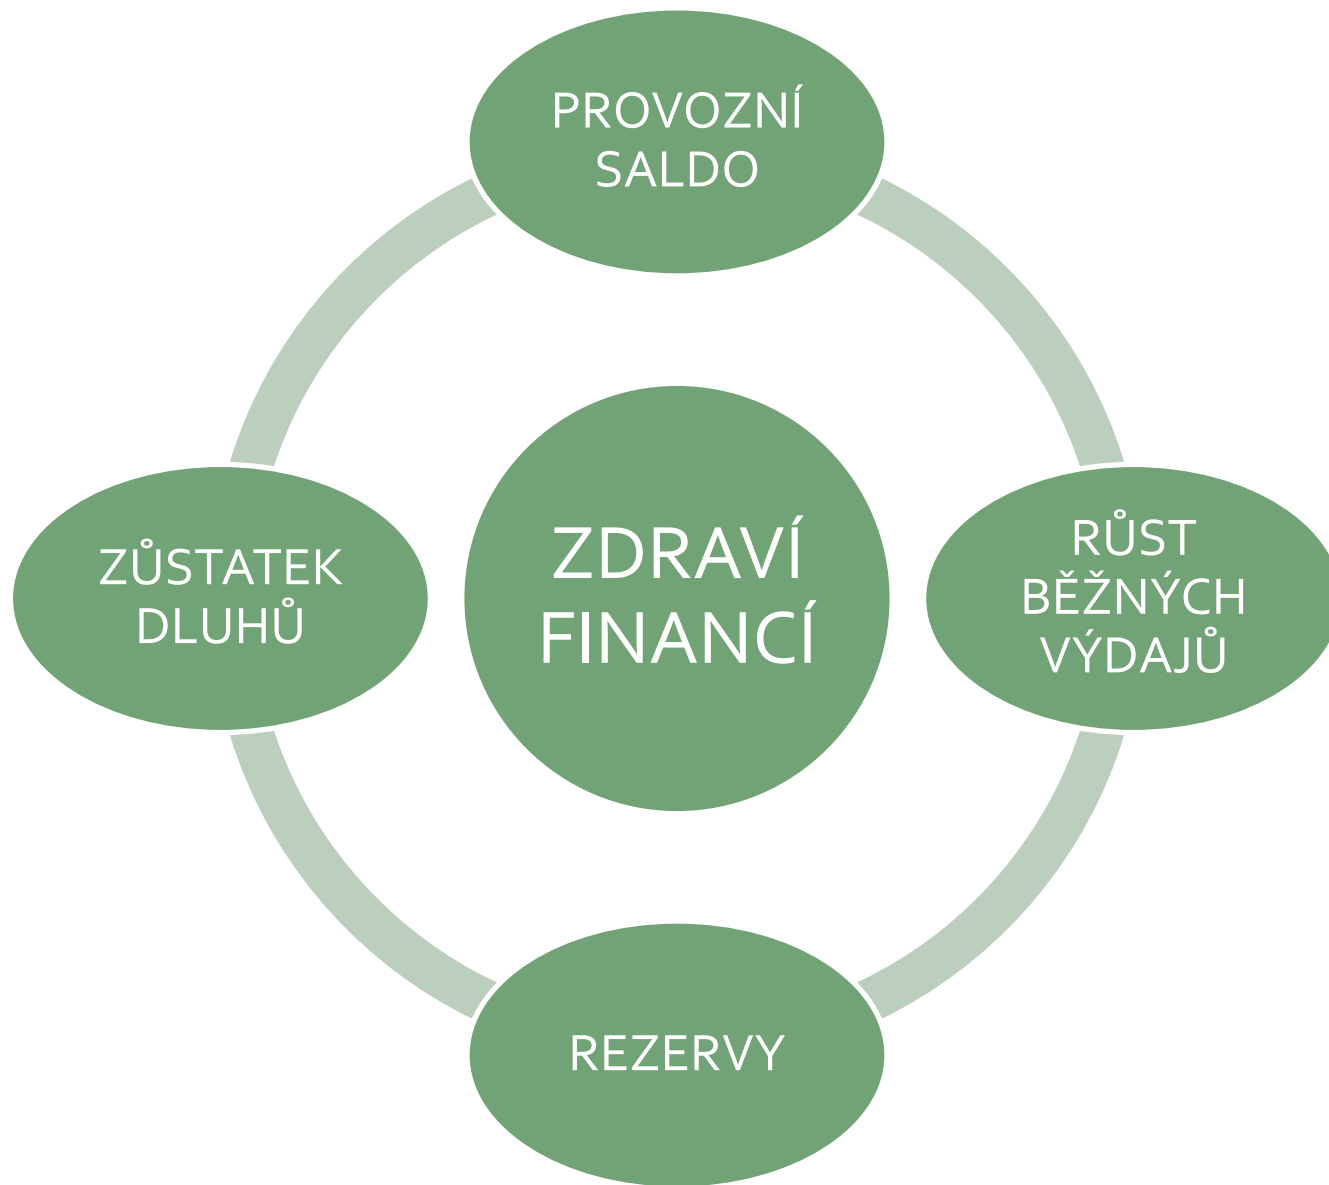 PROVOZNÍ
SALDO
ZŮSTATEK
DLUHŮ
ZDRAVÍ
FINANCÍ
RŮST
BĚŽNÝCH
VÝDAJŮ
REZERVY